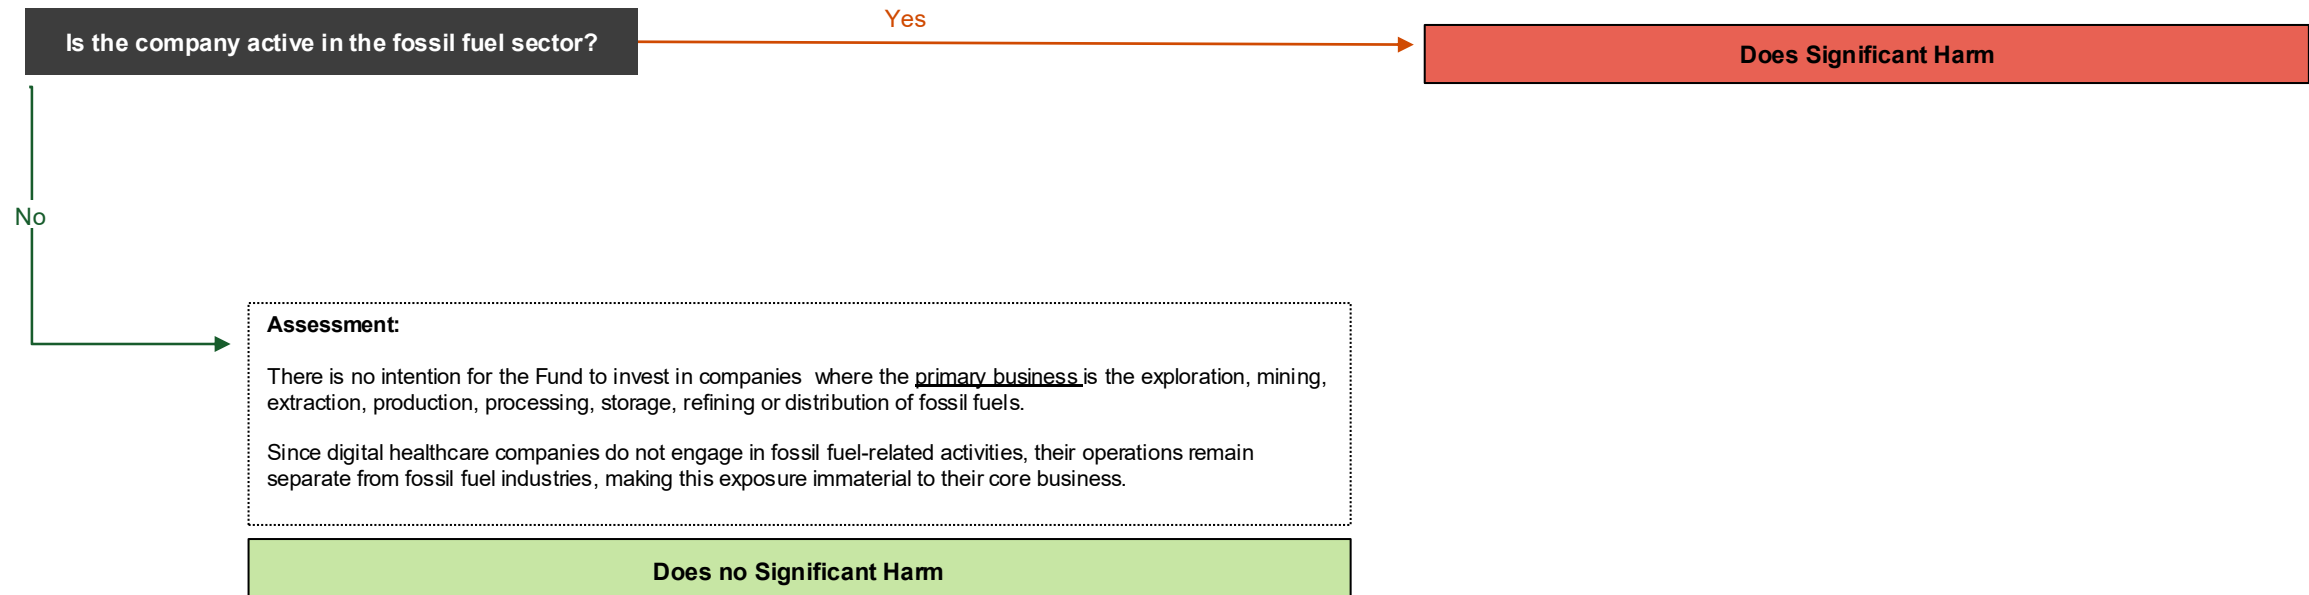 Yes
Is the company active in the fossil fuel sector?
Does Significant Harm
No
Assessment:
There is no intention for the Fund to invest in companies where the primary business is the exploration, mining,
extraction, production, processing, storage, refining or distribution of fossil fuels.
Since digital healthcare companies do not engage in fossil fuel-related activities, their operations remain
separate from fossil fuel industries, making this exposure immaterial to their core business.
Does no Significant Harm